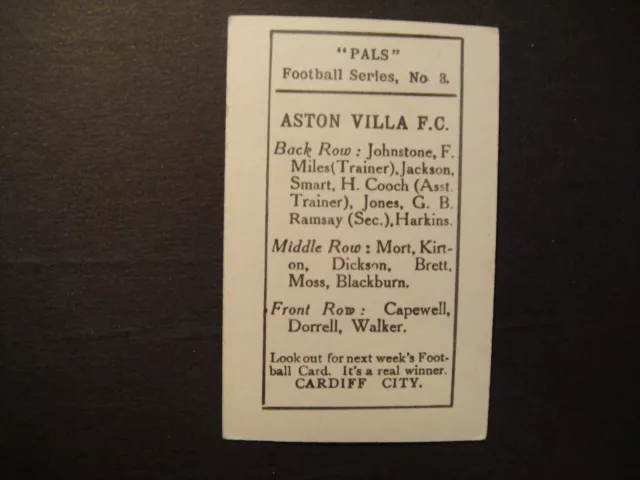 "PALS"
Football Series, No 3.
ASTON VILLA F.C.
Back Row: Johnstone, F.
Miles(Trainer), Jackson,
Smart, H. Cooch (Asst.
Trainer), Jones, G. B.
Ramsay (Sec.), Harkins.
Middle Row: Mort, Kirt-
on, Dickson, Brett,
Moss, Blackburn.
Front Row: Capewell,
Dorrell, Walker.
Look out for next week's Foot-
ball Card. It's a real winner.
CARDIFF CITY.